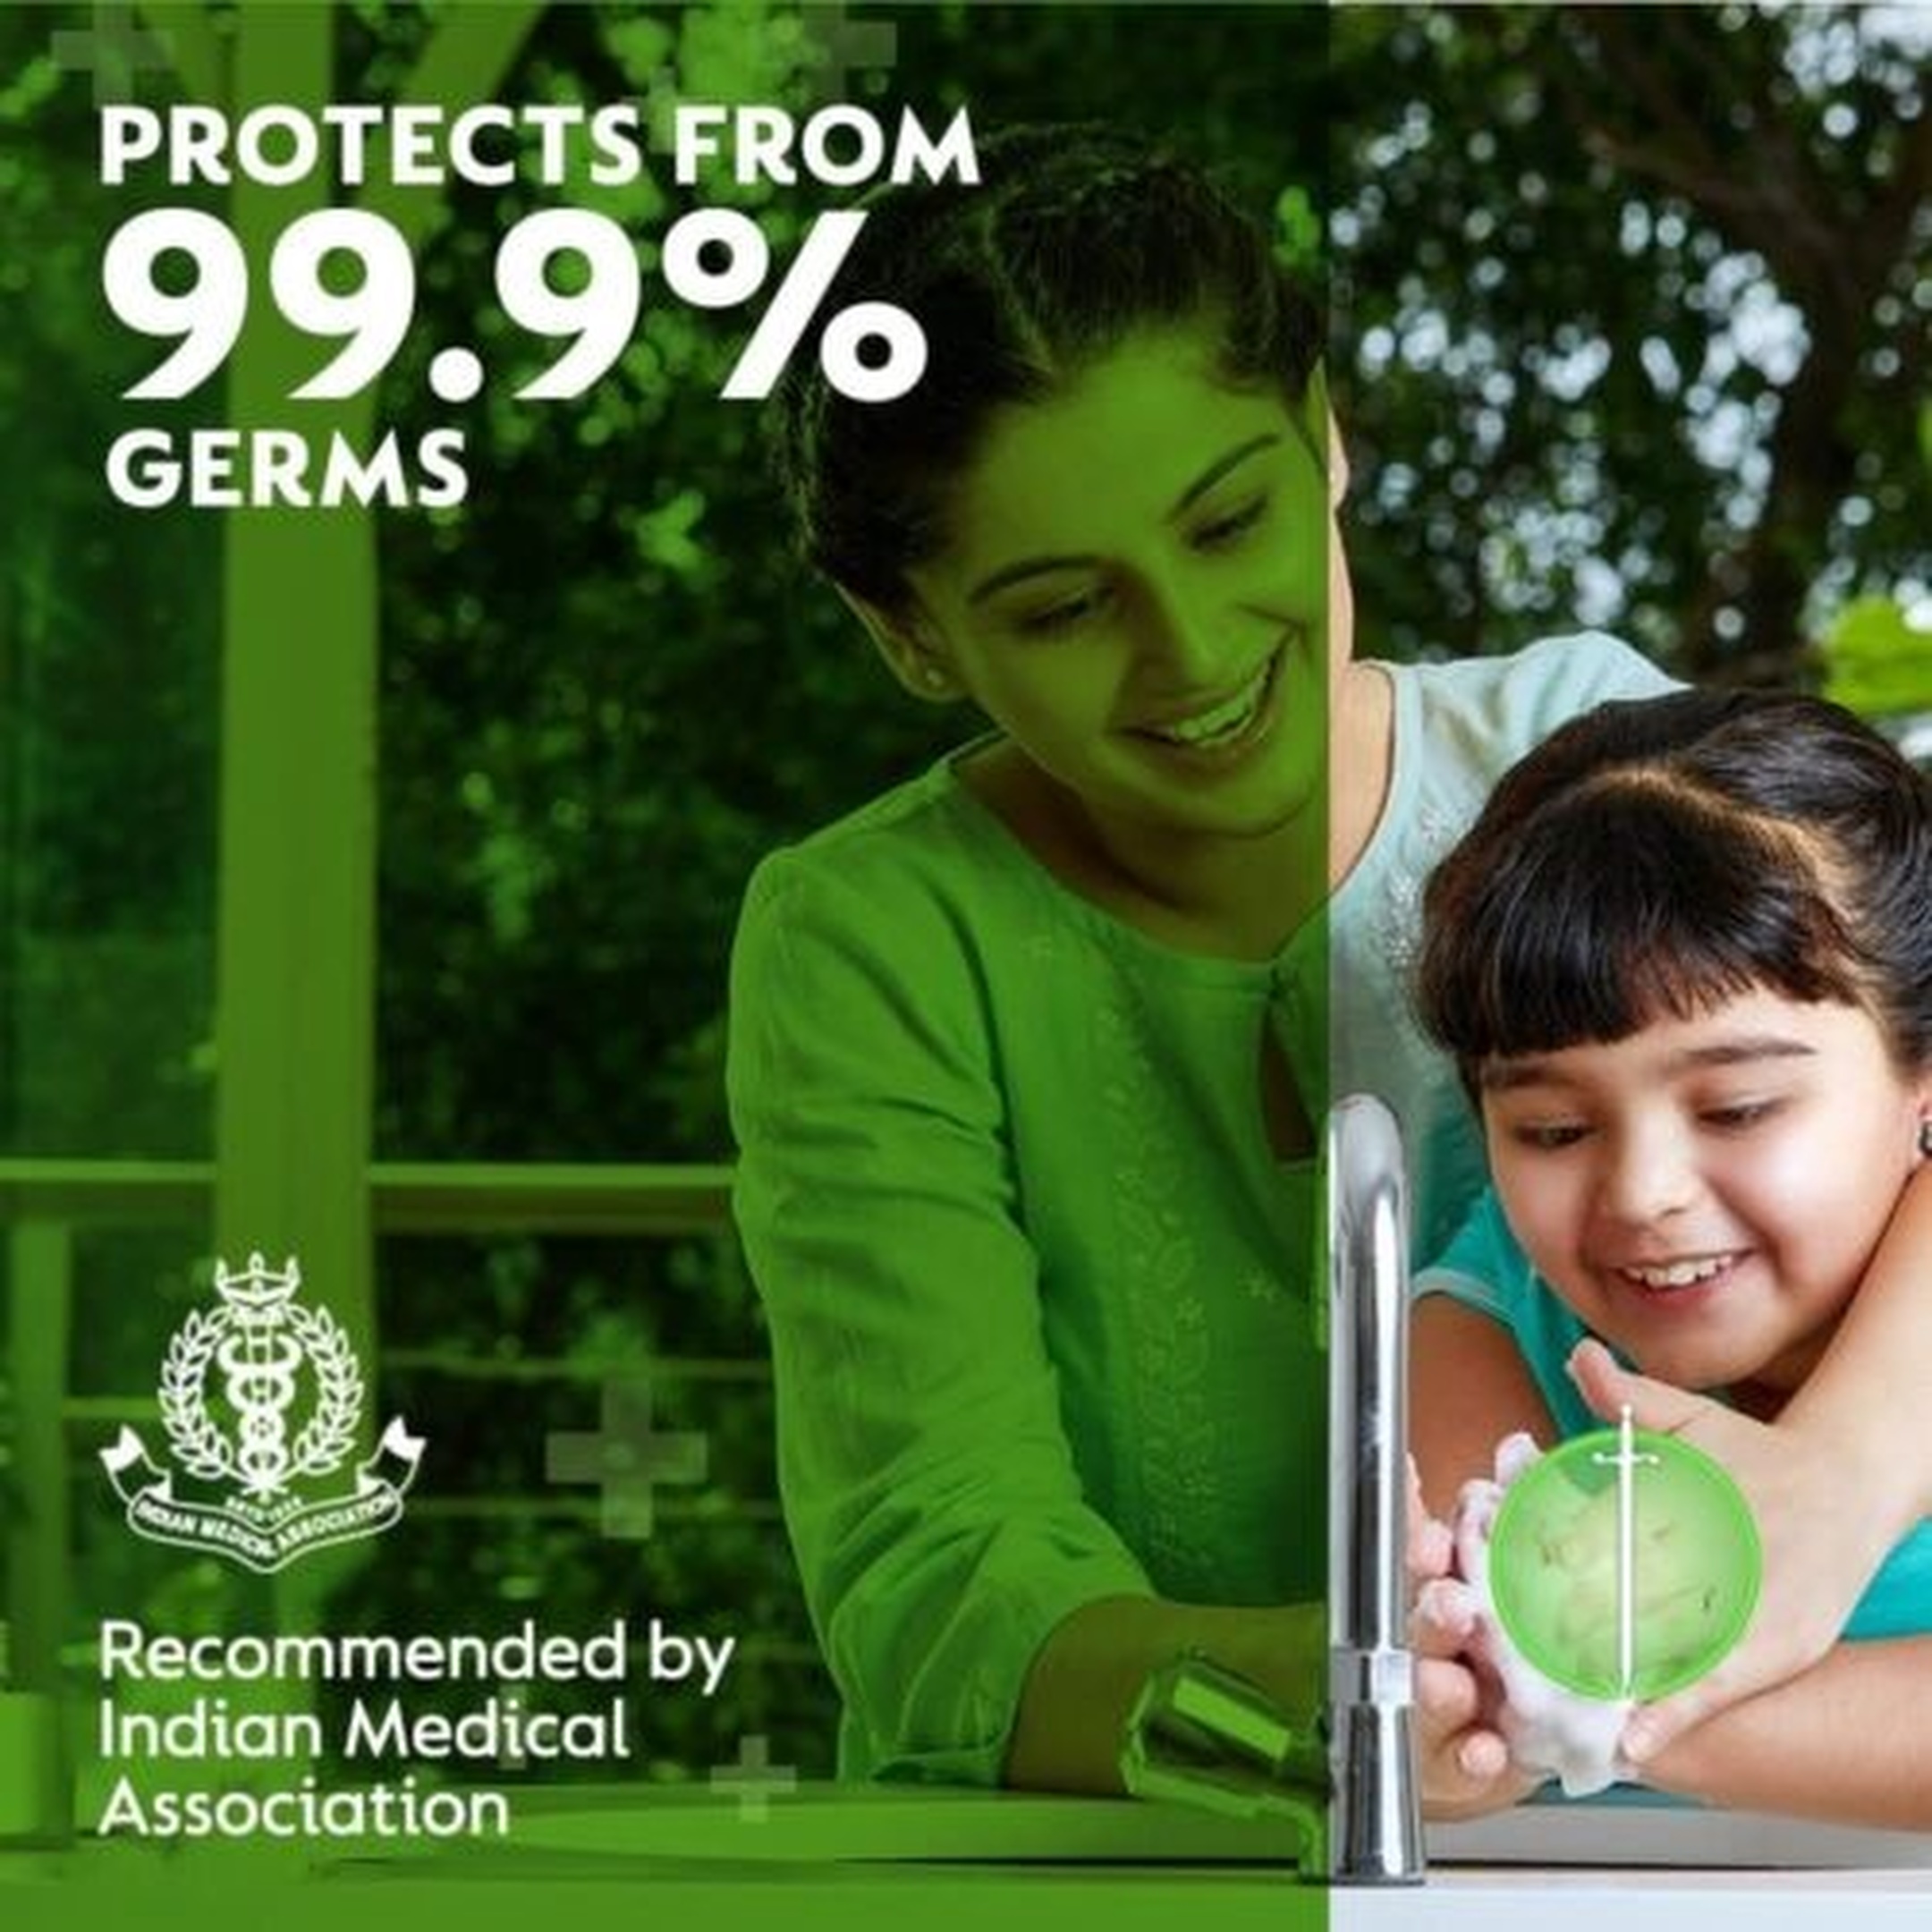 PROTECTS FROM
99.9%
GERMS
INDIAN MEDICAL ASSOCIATION
Recommended by
Indian Medical
Association